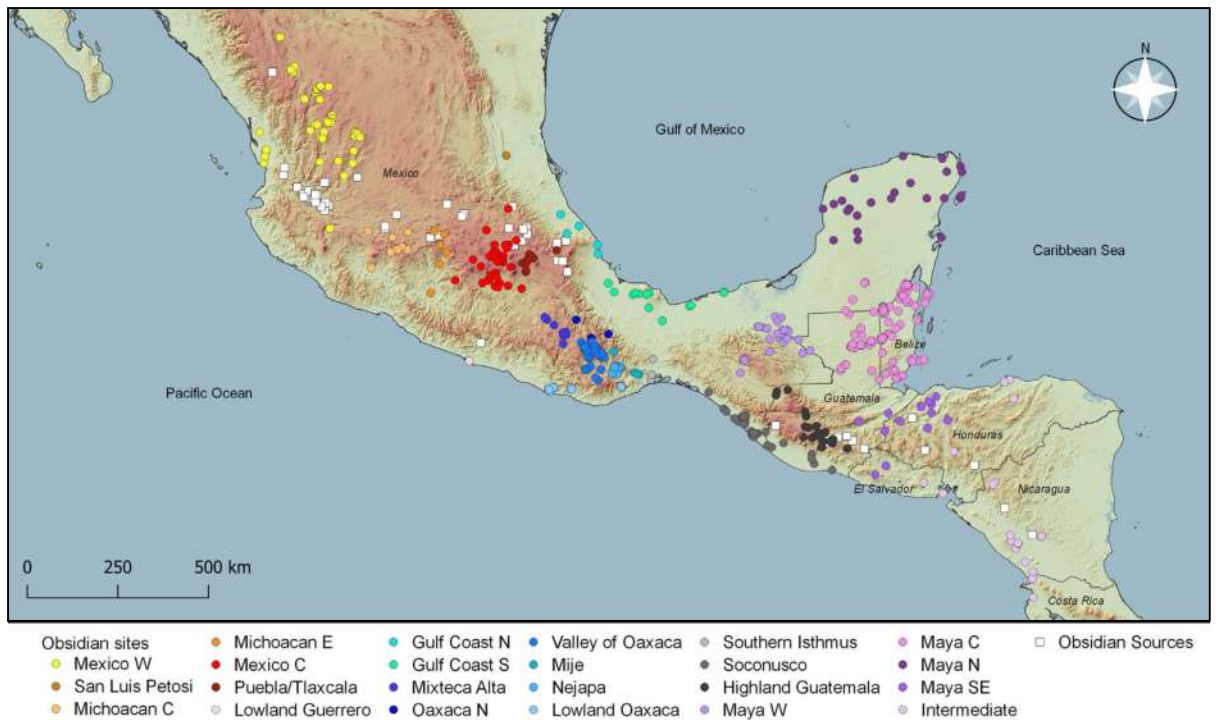 N
Gulf of Mexico
Mexico
Caribbean Sea
Belize
Pacific Ocean
Guatemala
Honduras
El Salvador
Nicaragua
0 250 500 km
Costa Rica
Obsidian sites
Mexico W
San Luis Petosi
Michoacan C
Michoacan E
Mexico C
Puebla/Tlaxcala
Lowland Guerrero
Gulf Coast N
Gulf Coast S
Mixteca Alta
Oaxaca N
Valley of Oaxaca
Mije
Nejapa
Lowland Oaxaca
Southern Isthmus
Soconusco
Highland Guatemala
Maya W
Maya C
Maya N
Maya SE
Intermediate
Obsidian Sources